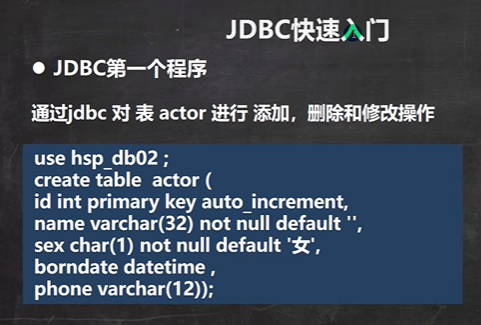 JDBC快速入门
● JDBC第一个程序
通过jdbc 对 表 actor 进行 添加，删除和修改操作
use hsp_db02 ;
create table  actor (
id int primary key auto_increment,
name varchar(32) not null default '',
sex char(1) not null default '女',
borndate datetime ,
phone varchar(12));